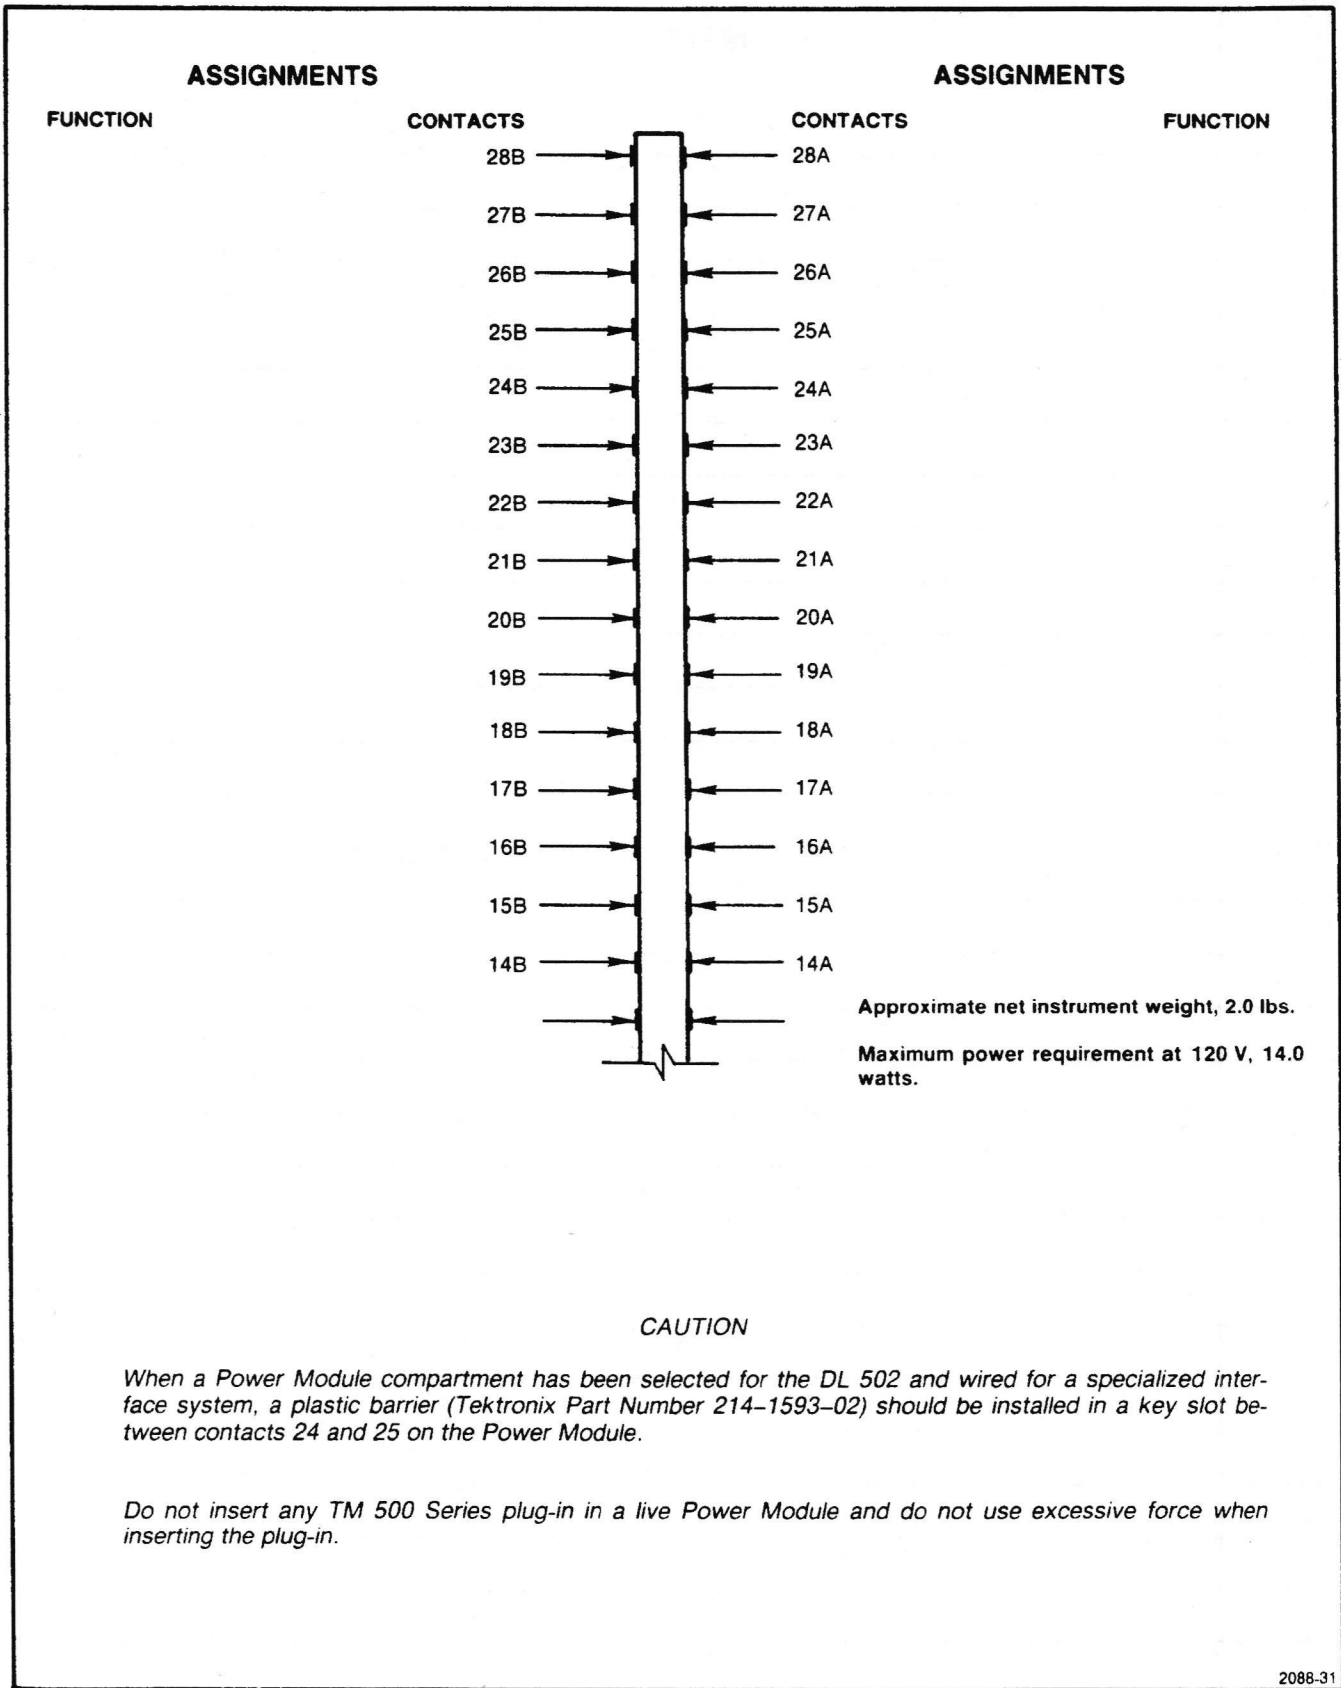 ASSIGNMENTS ASSIGNMENTS
FUNCTION CONTACTS CONTACTS FUNCTION
28B 28A
27B 27A
26B 26A
25B 25A
24B 24A
23B 23A
22B 22A
21B 21A
20B 20A
19B 19A
18B 18A
17B 17A
16B 16A
15B 15A
14B 14A
Approximate net instrument weight, 2.0 lbs.
Maximum power requirement at 120 V, 14.0
watts.
CAUTION
When a Power Module compartment has been selected for the DL 502 and wired for a specialized inter-
face system, a plastic barrier (Tektronix Part Number 214–1593–02) should be installed in a key slot be-
tween contacts 24 and 25 on the Power Module.
Do not insert any TM 500 Series plug-in in a live Power Module and do not use excessive force when
inserting the plug-in.
2088-31